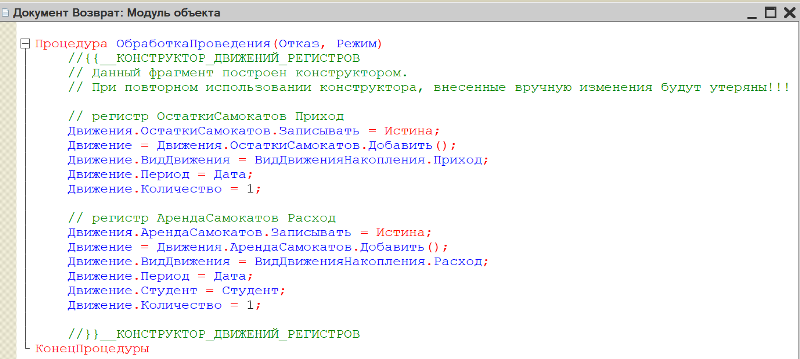 Документ Возврат: Модуль объекта
Процедура ОбработкаПроведения(Отказ, Режим)
//{{__КОНСТРУКТОР_ДВИЖЕНИЙ_РЕГИСТРОВ
// Данный фрагмент построен конструктором.
// При повторном использовании конструктора, внесенные вручную изменения будут утеряны!!!
// регистр ОстаткиСамокатов Приход
Движения.ОстаткиСамокатов.Записывать = Истина;
Движение = Движения.ОстаткиСамокатов.Добавить();
Движение.ВидДвижения = ВидДвиженияНакопления.Приход;
Движение.Период = Дата;
Движение.Количество = 1;
// регистр АрендаСамокатов Расход
Движения.АрендаСамокатов.Записывать = Истина;
Движение = Движения.АрендаСамокатов.Добавить();
Движение.ВидДвижения = ВидДвиженияНакопления.Расход;
Движение.Период = Дата;
Движение.Студент = Студент;
Движение.Количество = 1;
//}}__КОНСТРУКТОР_ДВИЖЕНИЙ_РЕГИСТРОВ
КонецПроцедуры